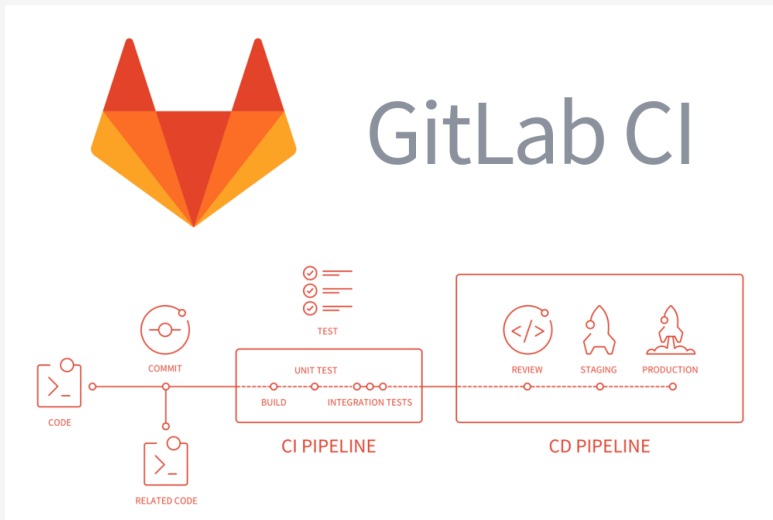 GitLab CI
TEST
COMMIT
UNIT TEST
REVIEW
STAGING
PRODUCTION
BUILD
INTEGRATION TESTS
CODE
CI PIPELINE
CD PIPELINE
RELATED CODE